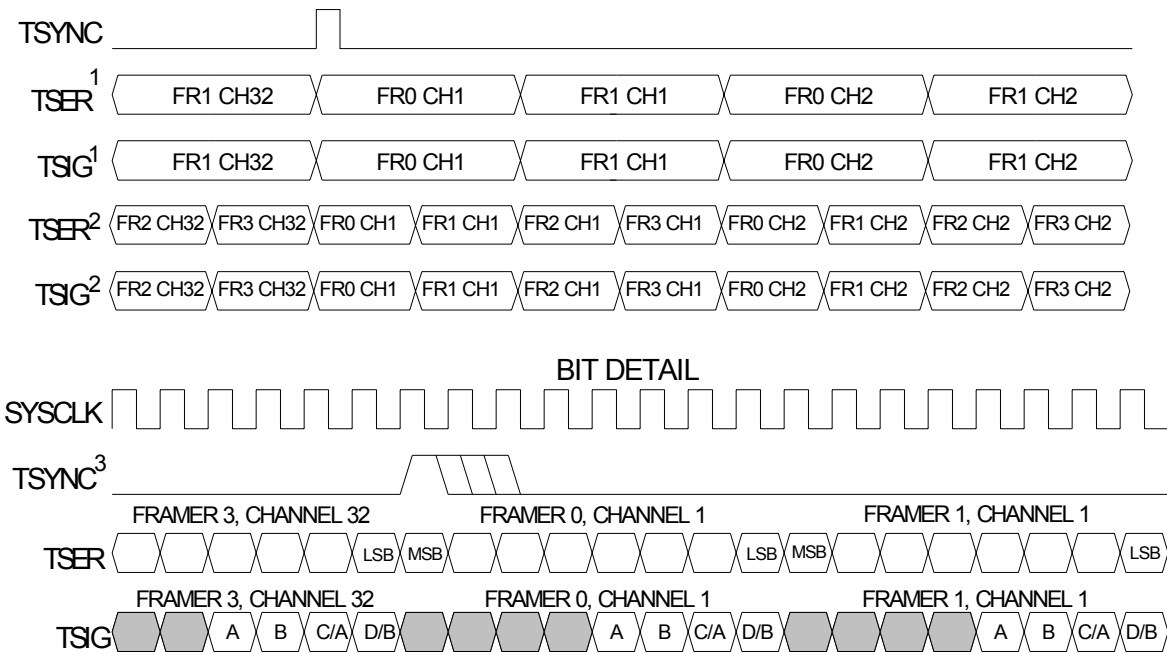 TSYNC
TSER1 FR1 CH32 FR0 CH1 FR1 CH1 FR0 CH2 FR1 CH2
TSIG1 FR1 CH32 FR0 CH1 FR1 CH1 FR0 CH2 FR1 CH2
TSER2 FR2 CH32 FR3 CH32 FR0 CH1 FR1 CH1 FR2 CH1 FR3 CH1 FR0 CH2 FR1 CH2 FR2 CH2 FR3 CH2
TSIG2 FR2 CH32 FR3 CH32 FR0 CH1 FR1 CH1 FR2 CH1 FR3 CH1 FR0 CH2 FR1 CH2 FR2 CH2 FR3 CH2
BIT DETAIL
SYSCLK
TSYNC3
FRAMER 3, CHANNEL 32 FRAMER 0, CHANNEL 1 FRAMER 1, CHANNEL 1
TSER LSB MSB LSB MSB LSB
FRAMER 3, CHANNEL 32 FRAMER 0, CHANNEL 1 FRAMER 1, CHANNEL 1
TSIG A B C/A D/B A B C/A D/B A B C/A D/B